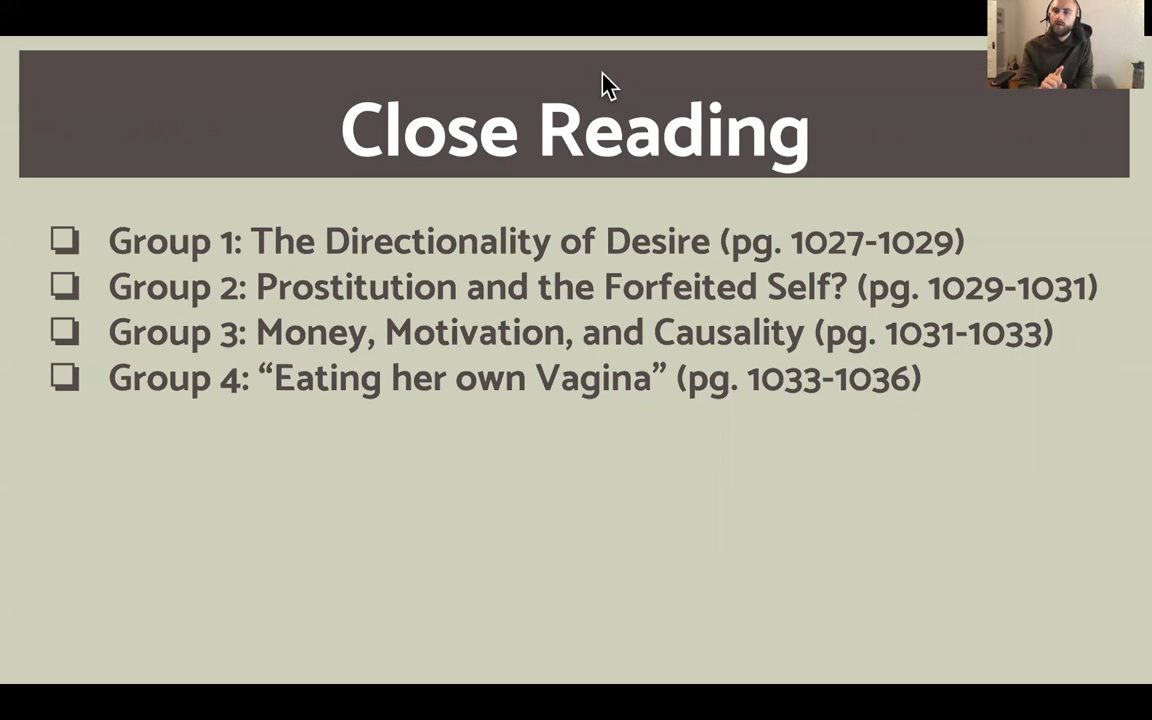 Close Reading
❏ Group 1: The Directionality of Desire (pg. 1027-1029)
❏ Group 2: Prostitution and the Forfeited Self? (pg. 1029-1031)
❏ Group 3: Money, Motivation, and Causality (pg. 1031-1033)
❏ Group 4: “Eating her own Vagina” (pg. 1033-1036)